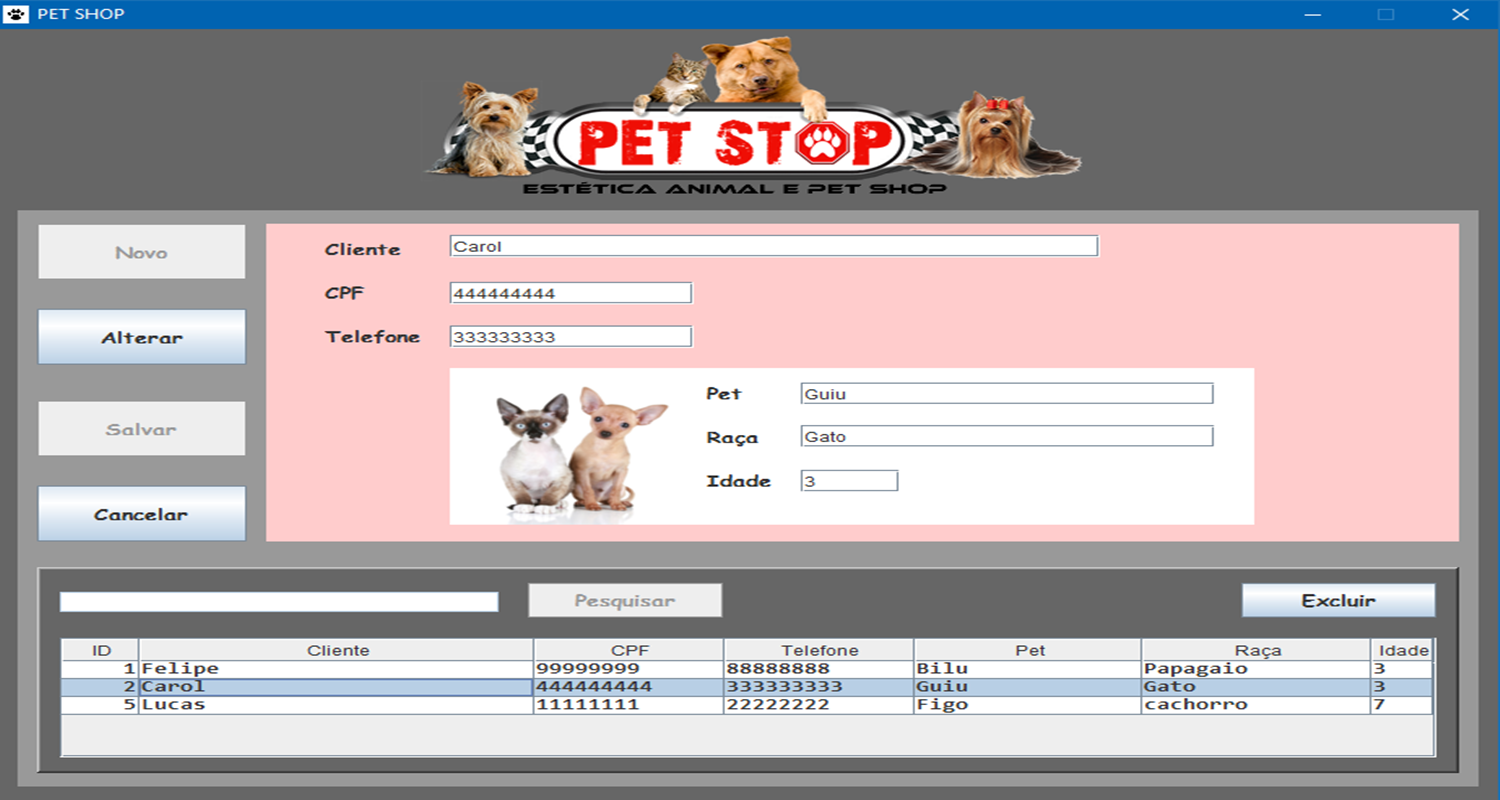 PET SHOP
PET STOP
ESTÉTICA ANIMAL E PET SHOP
Novo
Alterar
Salvar
Cancelar
Cliente Carol
CPF 444444444
Telefone 333333333
Pet Guiu
Raça Gato
Idade 3
Pesquisar Excluir
ID Cliente CPF Telefone Pet Raça Idade
1 Felipe 99999999 88888888 Bilu Papagaio 3
2 Carol 444444444 333333333 Guiu Gato 3
5 Lucas 11111111 22222222 Figo cachorro 7